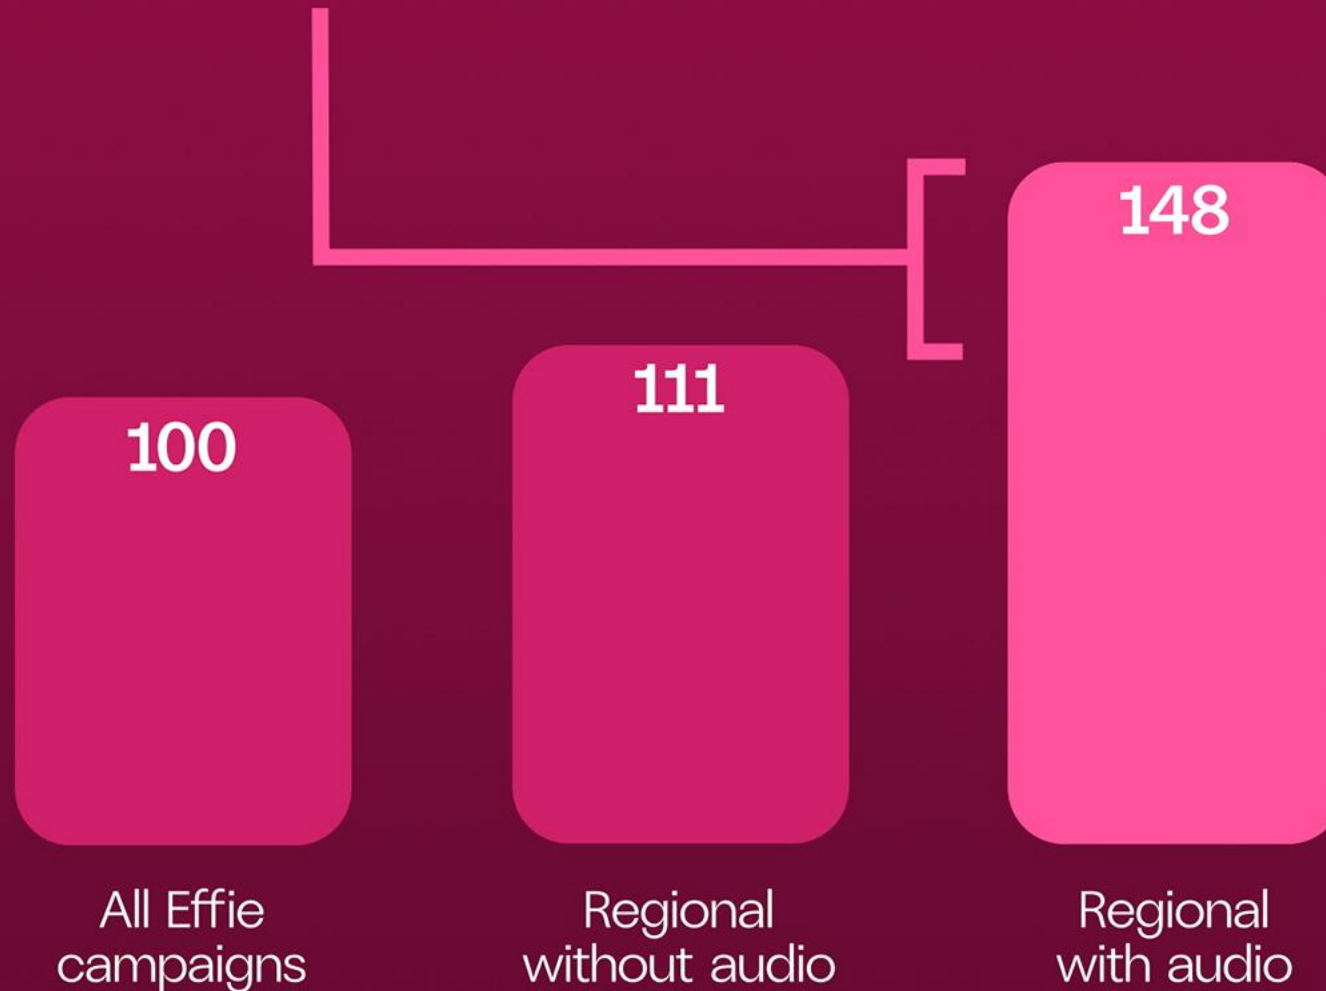 148
111
100
All Effie
campaigns
Regional
without audio
Regional
with audio